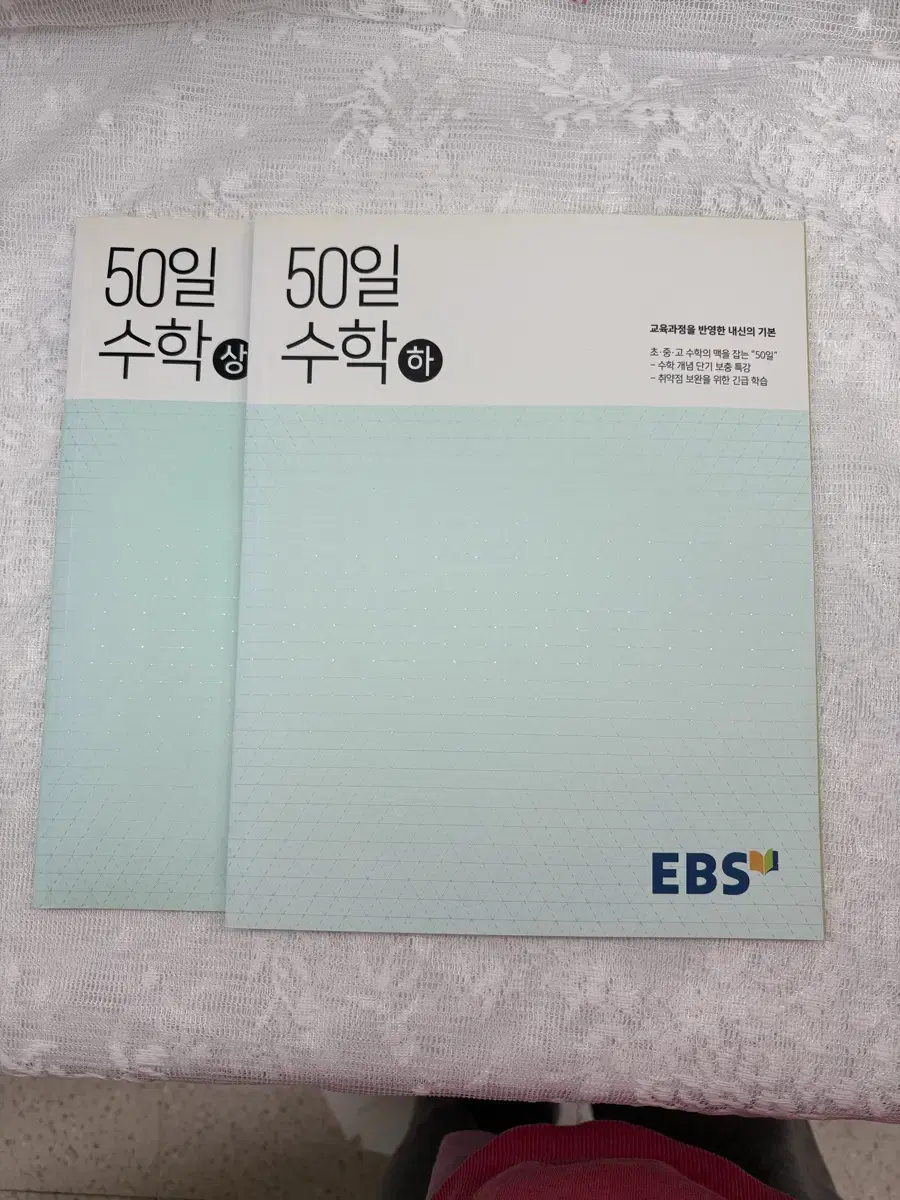 50일
수학 상
50일
수학 하
교육과정을 반영한 내신의 기본
초·중·고 수학의 맥을 잡는 "50일"
- 수학 개념 단기 보충 특강
- 취약점 보완을 위한 긴급 학습
EBS